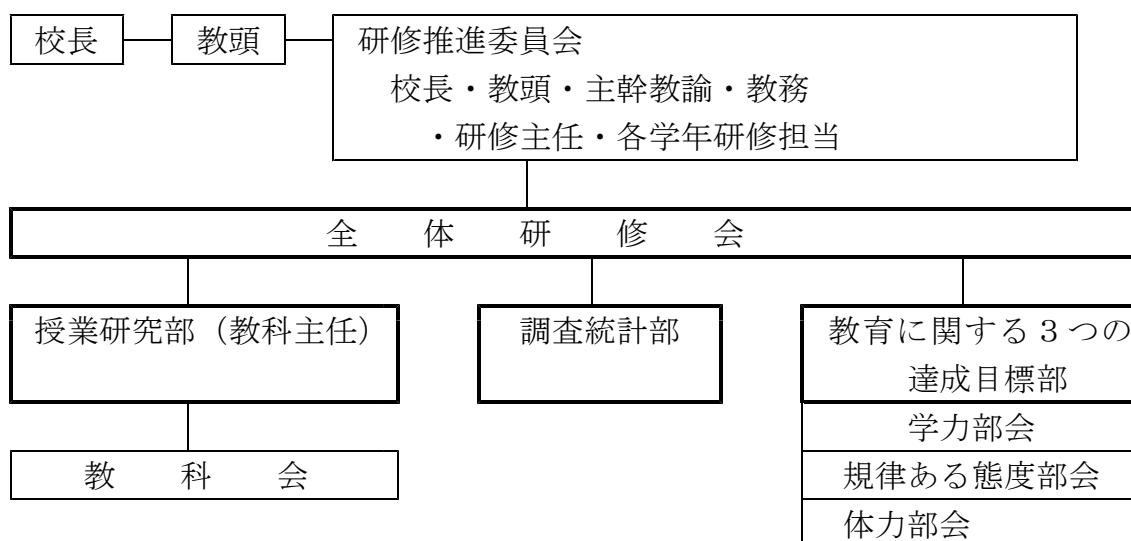 校長
教頭
研修推進委員会
校長・教頭・主幹教諭・教務
・研修主任・各学年研修担当
全体研修会
授業研究部（教科主任）
調査統計部
教育に関する３つの
達成目標部
教科会
学力部会
規律ある態度部会
体力部会